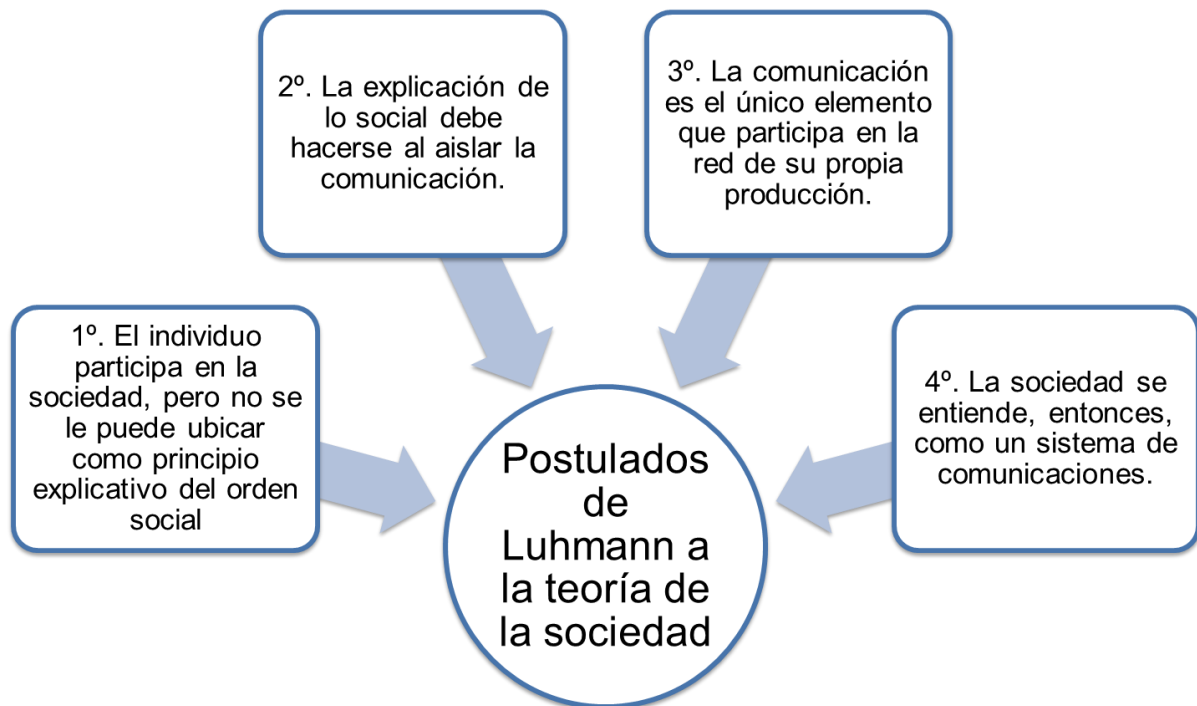 1º. El individuo
participa en la
sociedad, pero no se
le puede ubicar
como principio
explicativo del orden
social
2º. La explicación de
lo social debe
hacerse al aislar la
comunicación.
3º. La comunicación
es el único elemento
que participa en la
red de su propia
producción.
4º. La sociedad se
entiende, entonces,
como un sistema de
comunicaciones.
Postulados
de
Luhmann a
la teoría de
la sociedad